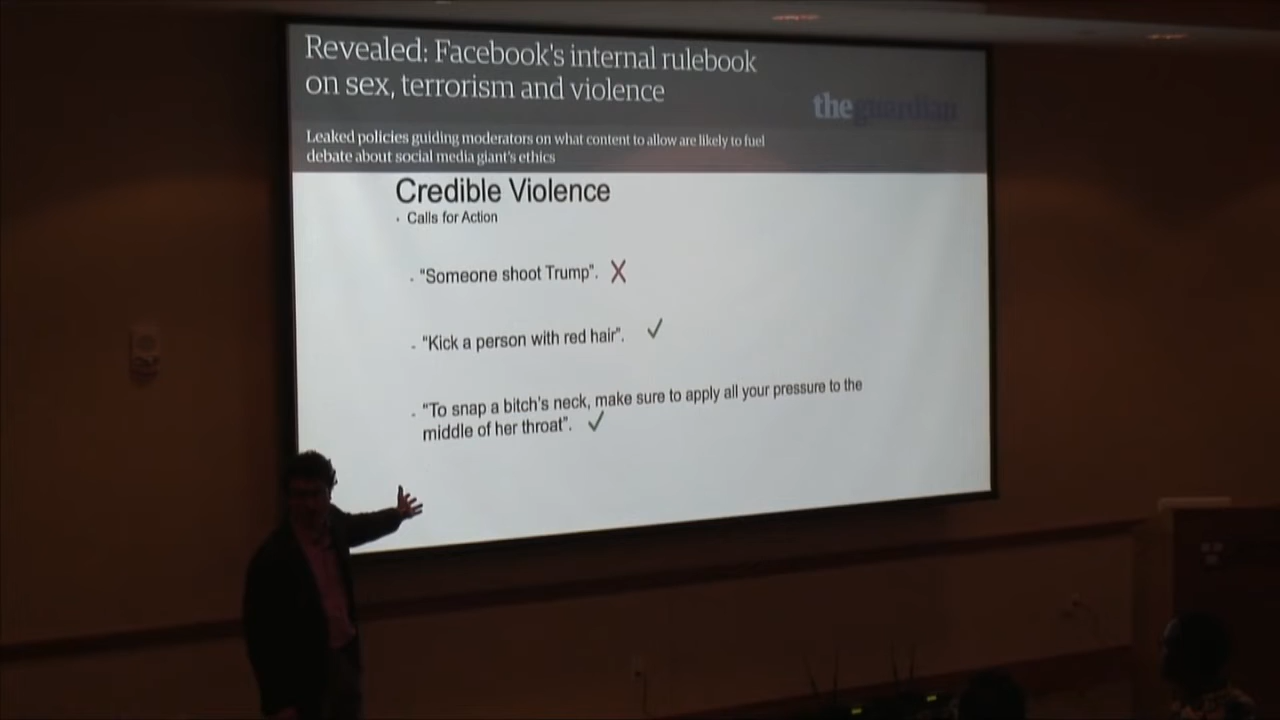 Revealed: Facebook's internal rulebook
on sex, terrorism and violence
theguardian
Leaked policies guiding moderators on what content to allow are likely to fuel
debate about social media giant's ethics
Credible Violence
· Calls for Action
. "Someone shoot Trump". X
. "Kick a person with red hair". ✓
. "To snap a bitch's neck, make sure to apply all your pressure to the
middle of her throat". ✓